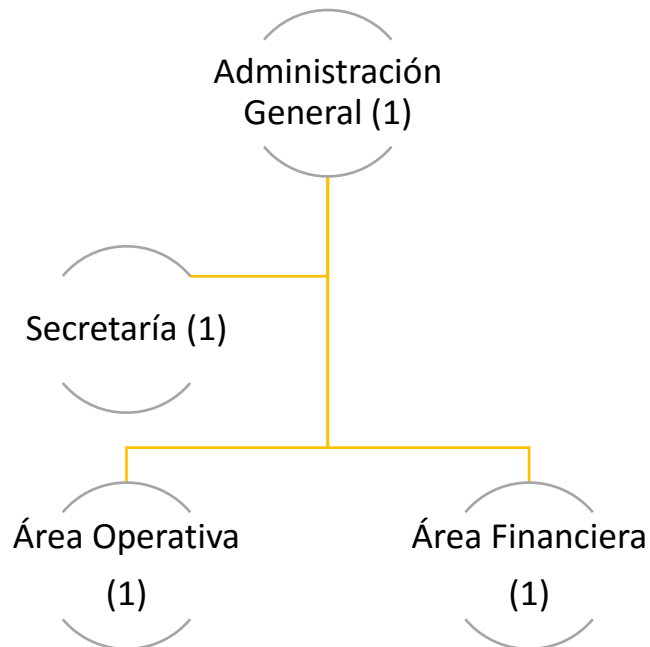 Administración
General (1)
Secretaría (1)
Área Operativa
(1)
Área Financiera
(1)